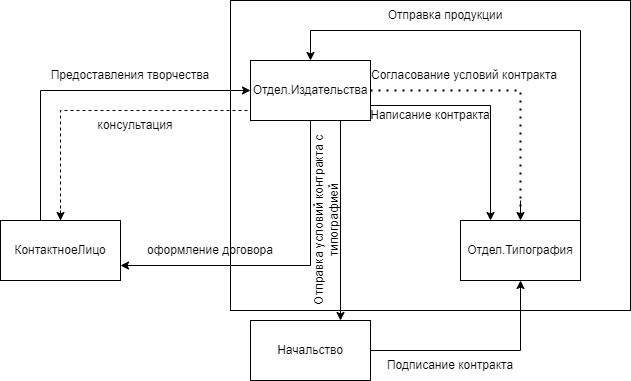 Отправка продукции
Предоставления творчества
Отдел.Издательства
Согласование условий контракта
консультация
Написание контракта
Отправка условий контракта с
типографией
КонтактноеЛицо
оформление договора
Отдел.Типография
Начальство
Подписание контракта